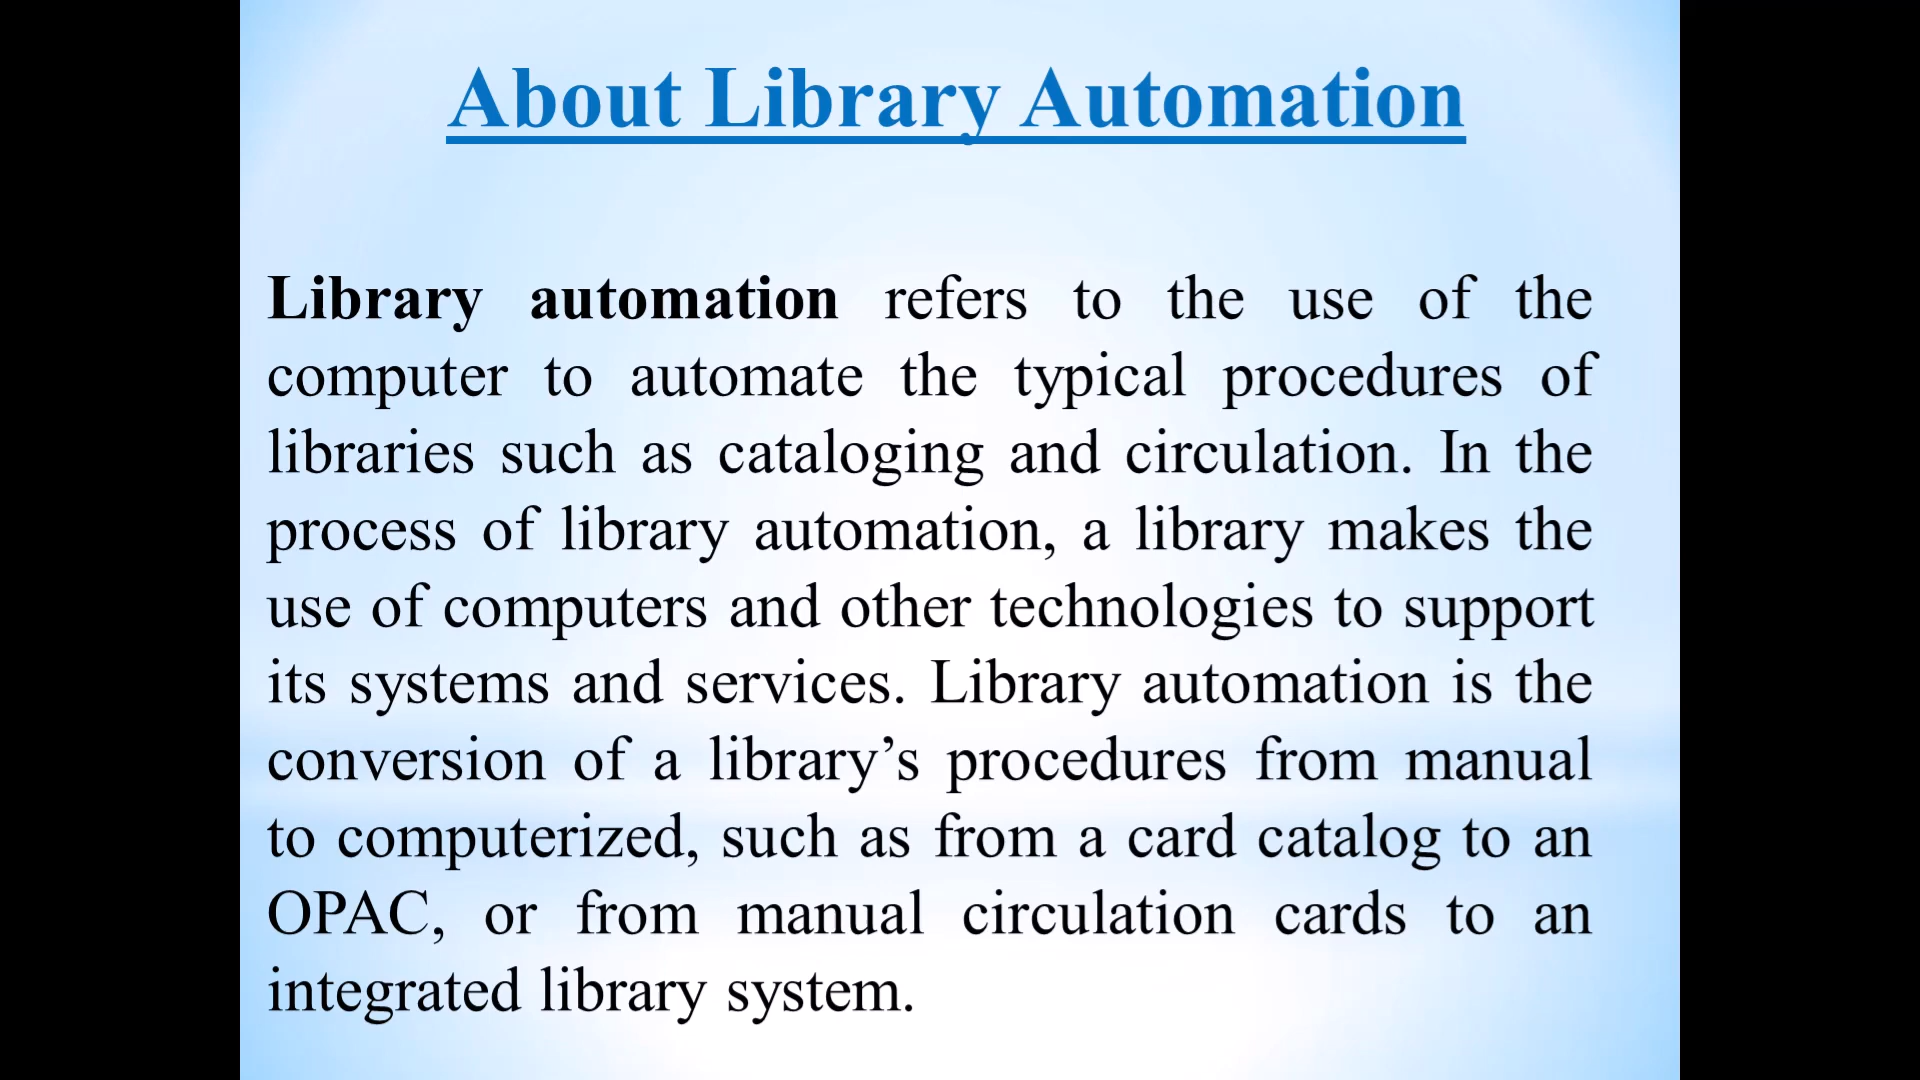 About Library Automation
Library automation refers to the use of the
computer to automate the typical procedures of
libraries such as cataloging and circulation. In the
process of library automation, a library makes the
use of computers and other technologies to support
its systems and services. Library automation is the
conversion of a library’s procedures from manual
to computerized, such as from a card catalog to an
OPAC, or from manual circulation cards to an
integrated library system.